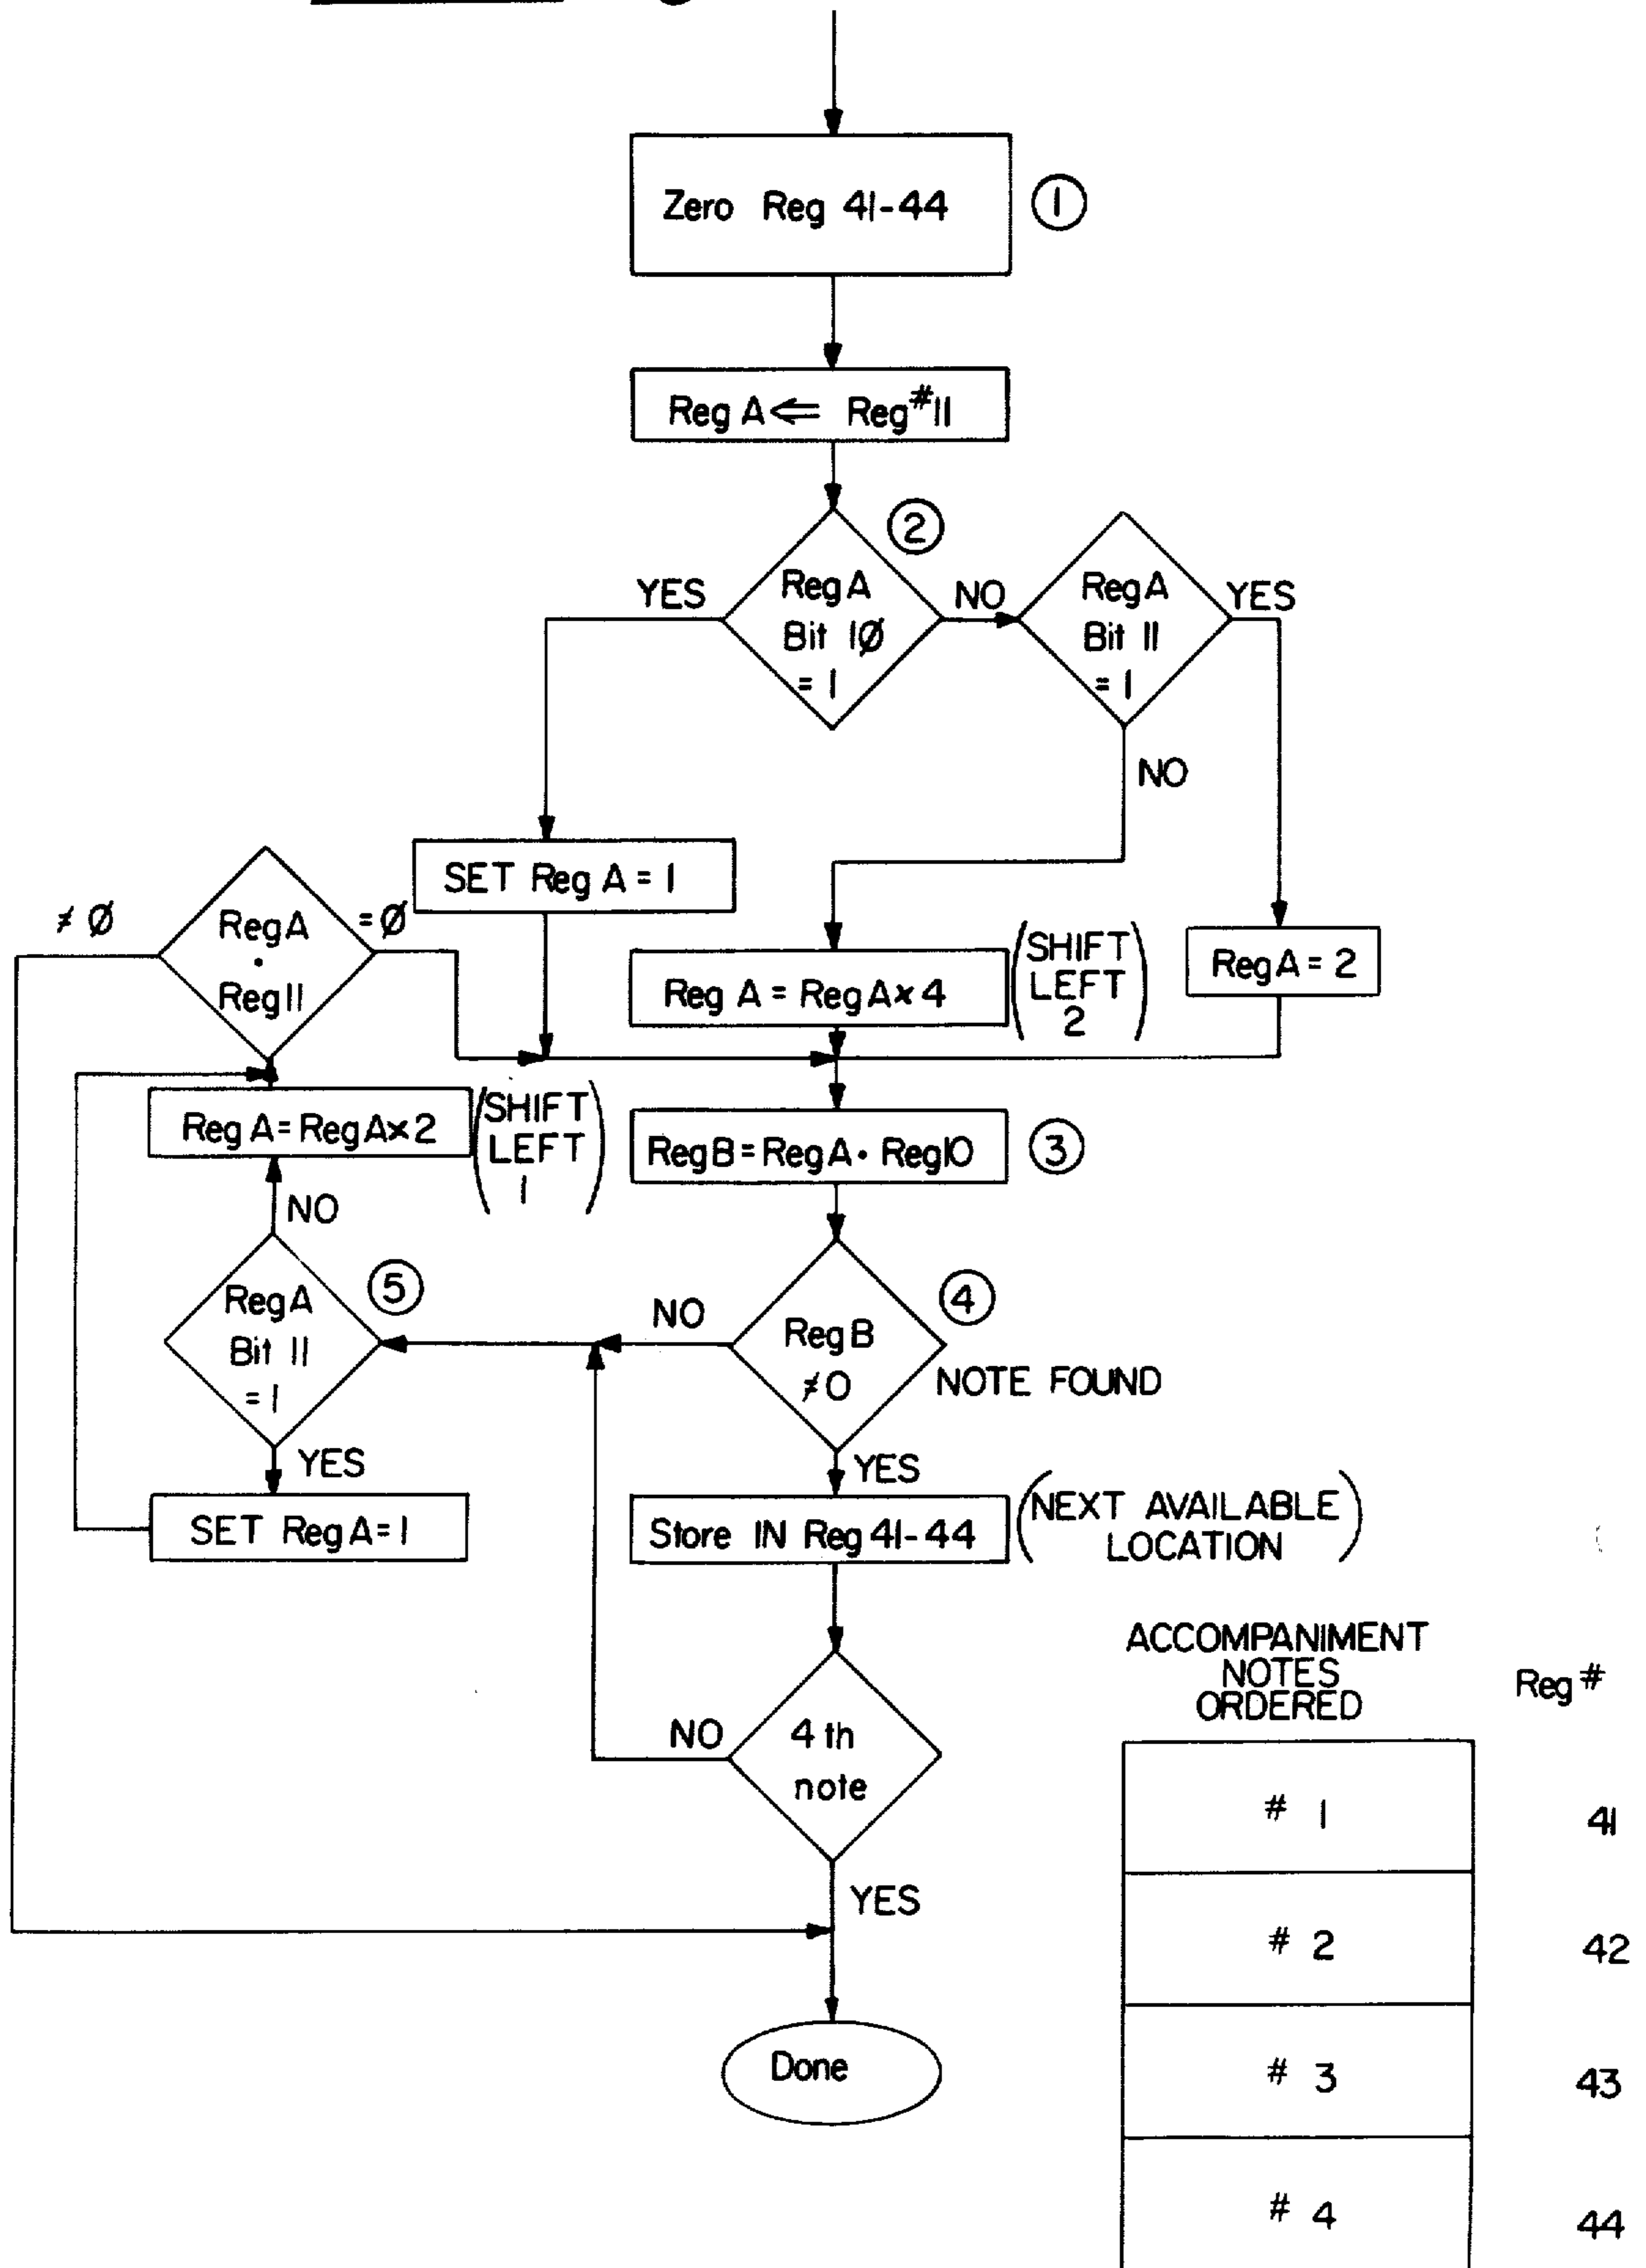 Zero Reg 41-44
①
Reg A ⇐ Reg #11
②
Reg A
Bit 1Ø
= 1
YES
NO
Reg A
Bit 11
= 1
YES
NO
SET Reg A = 1
Reg A
•
Reg 11
≠ Ø
= Ø
Reg A = Reg A x 4
(SHIFT
LEFT
2)
Reg A = 2
Reg A = Reg A x 2
(SHIFT
LEFT
1)
Reg B = Reg A • Reg 10
③
NO
Reg A
Bit 11
= 1
⑤
NO
Reg B
≠ 0
④
NOTE FOUND
YES
YES
SET Reg A = 1
Store IN Reg 41-44
(NEXT AVAILABLE
LOCATION)
4 th
note
NO
YES
Done
ACCOMPANIMENT
NOTES
ORDERED
Reg #
# 1 41
# 2 42
# 3 43
# 4 44